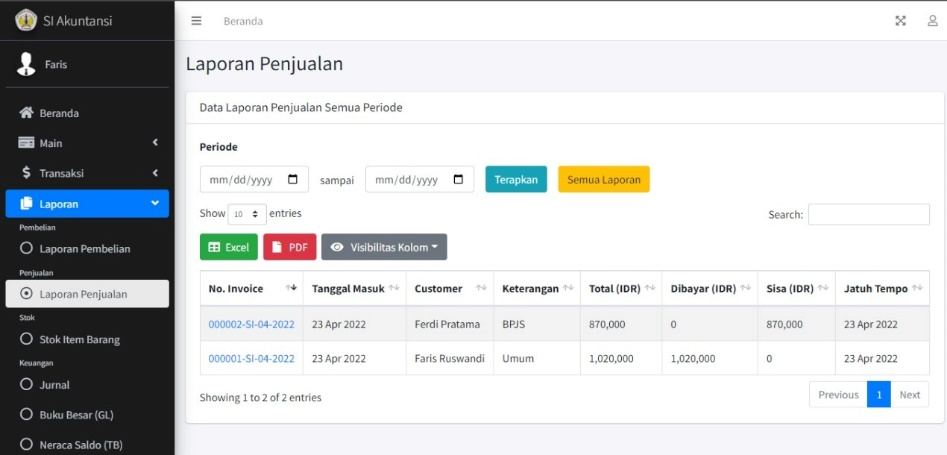 SI Akuntansi
Beranda
Faris
Laporan Penjualan
Beranda
Main
Transaksi
Laporan
Pembelian
Laporan Pembelian
Penjualan
Laporan Penjualan
Stok
Stok Item Barang
Keuangan
Jurnal
Buku Besar (GL)
Neraca Saldo (TB)
Data Laporan Penjualan Semua Periode
Periode
mm/dd/yyyy sampai mm/dd/yyyy Terapkan Semua Laporan
Show 10 entries Search:
Excel PDF Visibilitas Kolom
No. Invoice Tanggal Masuk Customer Keterangan Total (IDR) Dibayar (IDR) Sisa (IDR) Jatuh Tempo
000002-SI-04-2022 23 Apr 2022 Ferdi Pratama BPJS 870,000 0 870,000 23 Apr 2022
000001-SI-04-2022 23 Apr 2022 Faris Ruswandi Umum 1,020,000 1,020,000 0 23 Apr 2022
Showing 1 to 2 of 2 entries Previous 1 Next